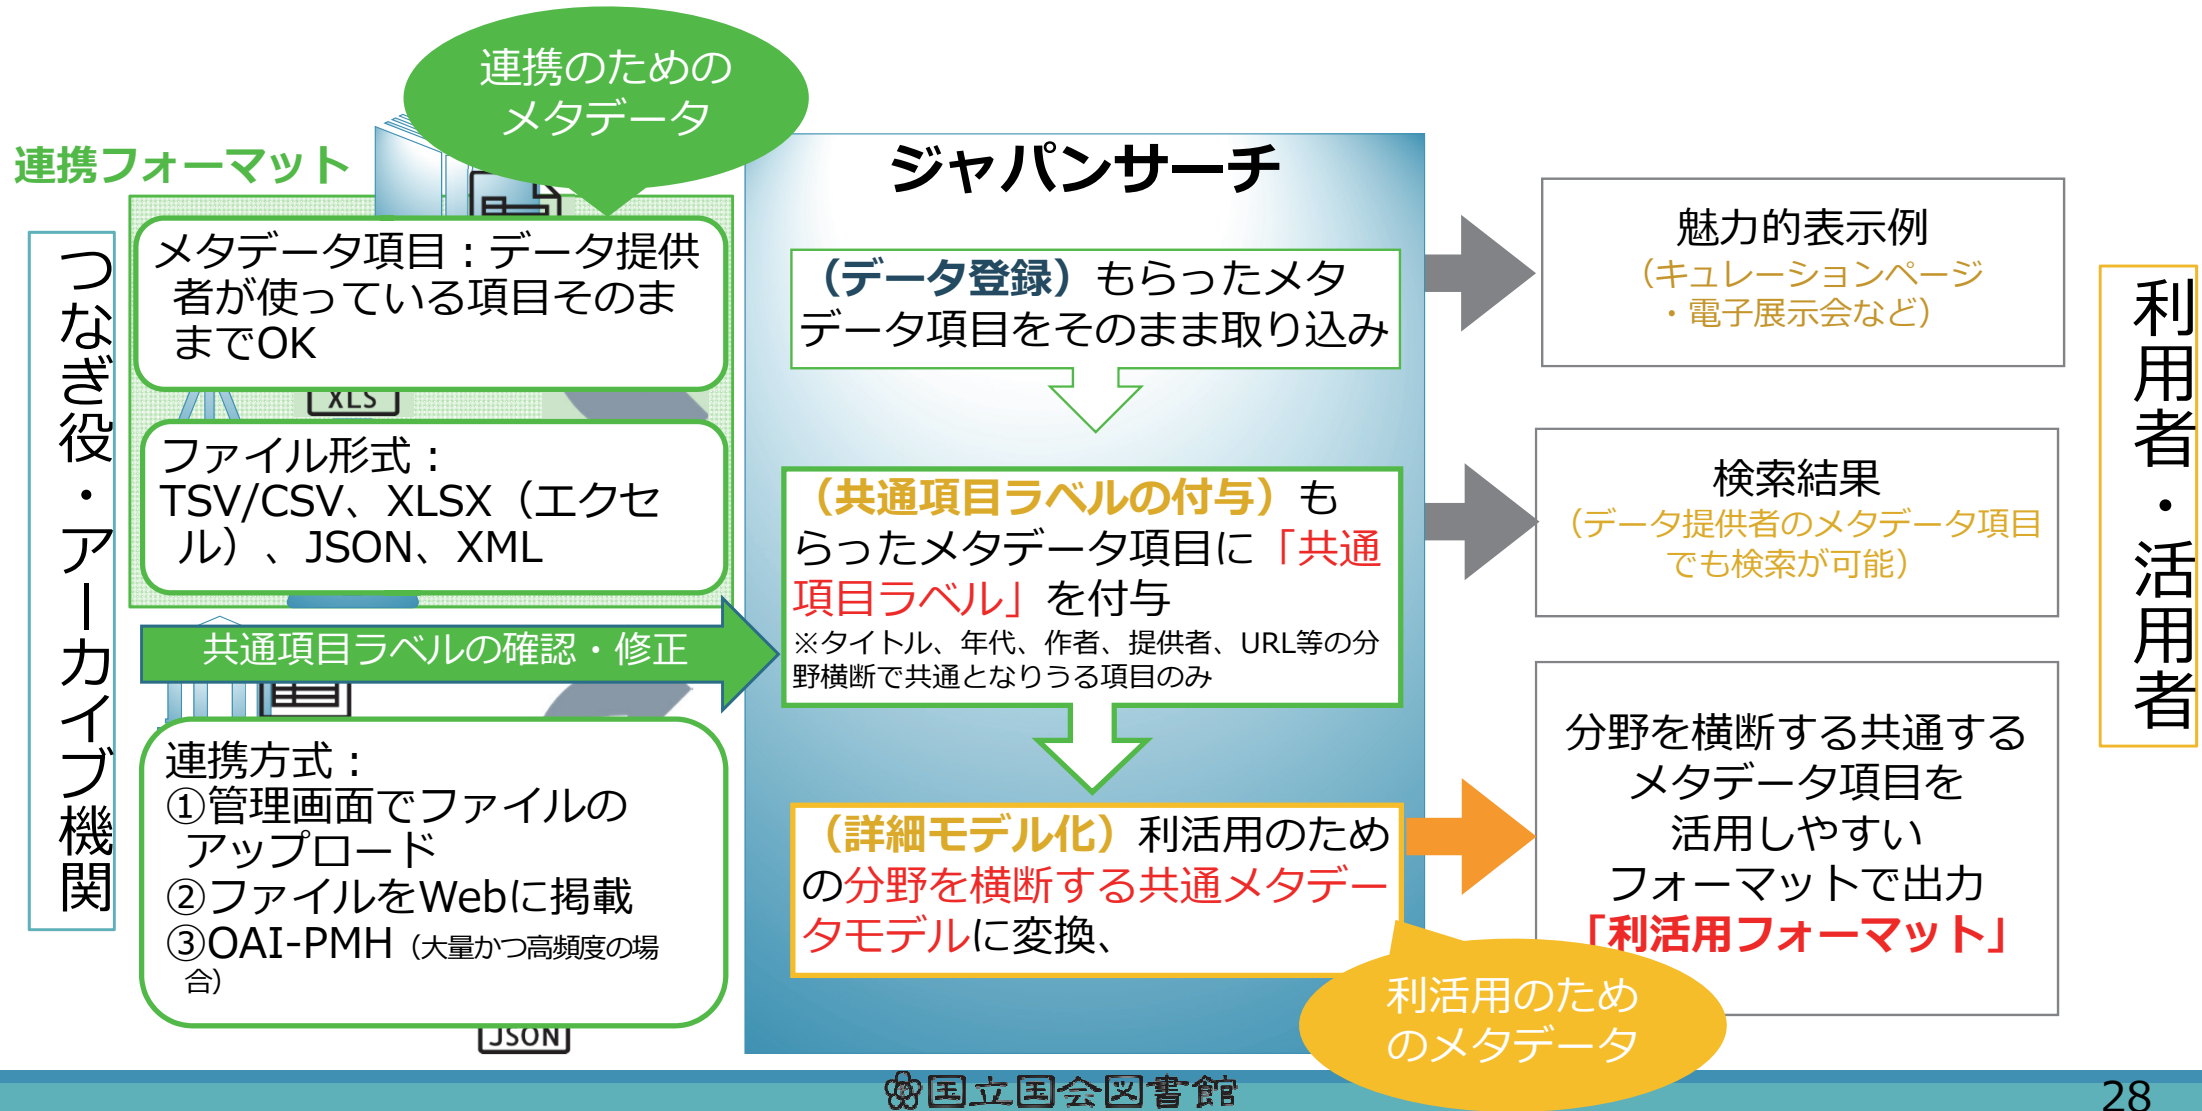 連携のための
メタデータ
連携フォーマット
つなぎ役・アーカイブ機関
メタデータ項目：データ提供
者が使っている項目そのま
までOK
XLS
ファイル形式：
TSV/CSV、XLSX（エクセ
ル）、JSON、XML
共通項目ラベルの確認・修正
連携方式：
①管理画面でファイルの
アップロード
②ファイルをWebに掲載
③OAI-PMH（大量かつ高頻度の場
合）
JSON
ジャパンサーチ
（データ登録）もらったメタ
データ項目をそのまま取り込み
（共通項目ラベルの付与）も
らったメタデータ項目に「共通
項目ラベル」を付与
※タイトル、年代、作者、提供者、URL等の分
野横断で共通となりうる項目のみ
（詳細モデル化）利活用のため
の分野を横断する共通メタデー
タモデルに変換、
利活用のため
のメタデータ
魅力的表示例
（キュレーションページ
・電子展示会など）
検索結果
（データ提供者のメタデータ項目
でも検索が可能）
分野を横断する共通する
メタデータ項目を
活用しやすい
フォーマットで出力
「利活用フォーマット」
利用者・活用者
国立国会図書館
28